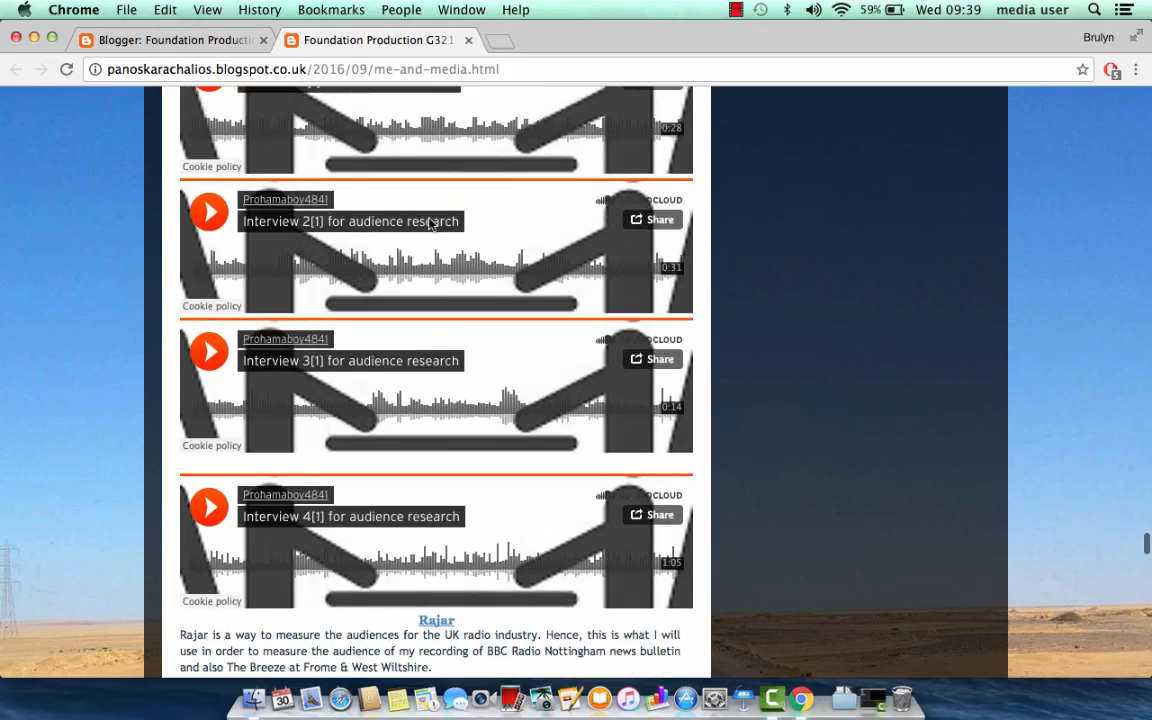 Chrome File Edit View History Bookmarks People Window Help 59% Wed 09:39 media user
Blogger: Foundation Producti Foundation Production G321 Brulyn
panoskarachalios.blogspot.co.uk/2016/09/me-and-media.html
0:28
Cookie policy
Prohamaboy4841
Interview 2[1] for audience research
Share
0:31
Cookie policy
Prohamaboy4841
Interview 3[1] for audience research
Share
0:14
Cookie policy
Prohamaboy4841
Interview 4[1] for audience research
Share
1:05
Cookie policy
Rajar
Rajar is a way to measure the audiences for the UK radio industry. Hence, this is what I will
use in order to measure the audience of my recording of BBC Radio Nottingham news bulletin
and also The Breeze at Frome & West Wiltshire.